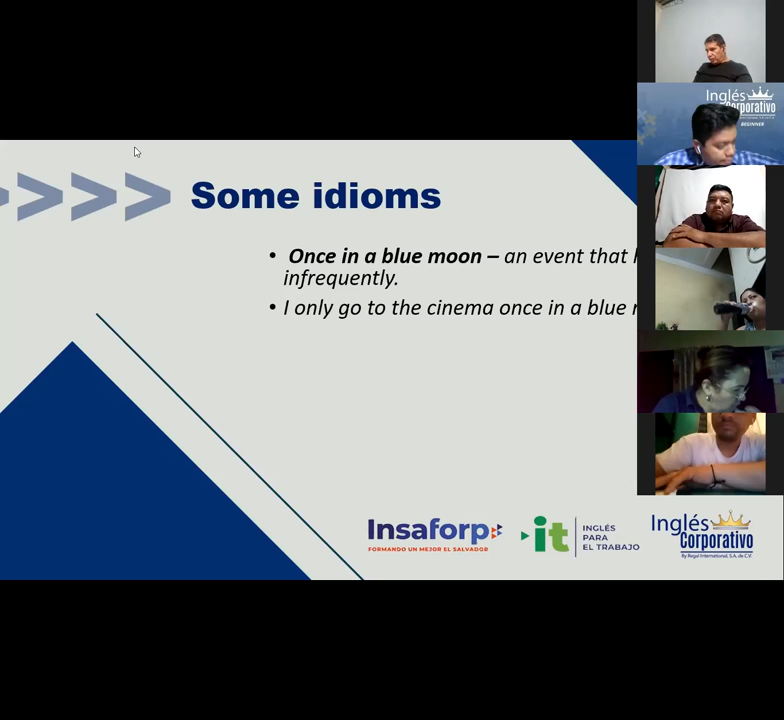 Inglés
Corporativo
BEGINNER
>>>> Some idioms
• Once in a blue moon – an event that
infrequently.
• I only go to the cinema once in a blue
Insaforp
FORMANDO UN MEJOR EL SALVADOR
it
INGLÉS
PARA
EL TRABAJO
Inglés
Corporativo
By Regal International, S.A. de C.V.